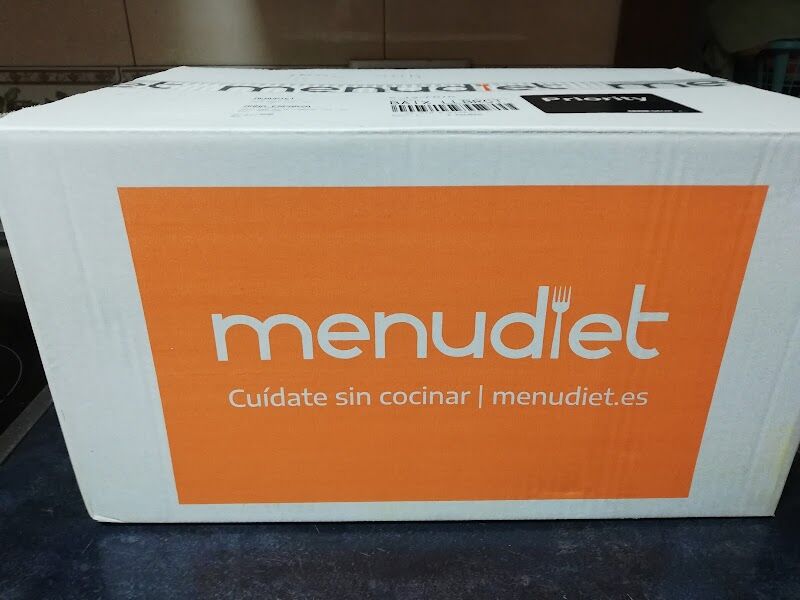 menudiet
Priority
menudiet
Cuídate sin cocinar | menudiet.es